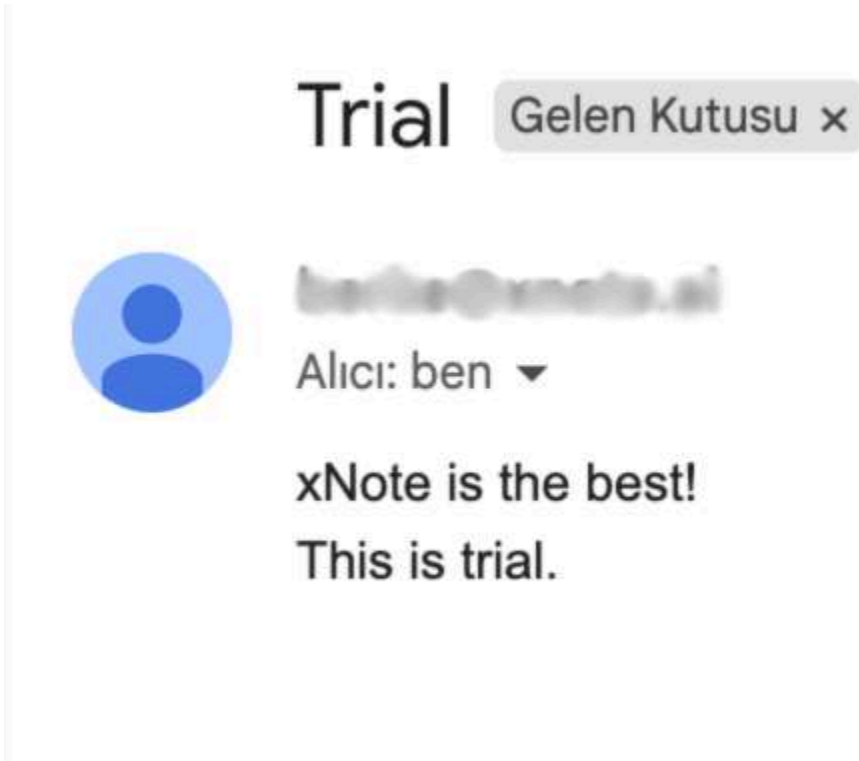 Trial Gelen Kutusu ×
Alıcı: ben
xNote is the best!
This is trial.